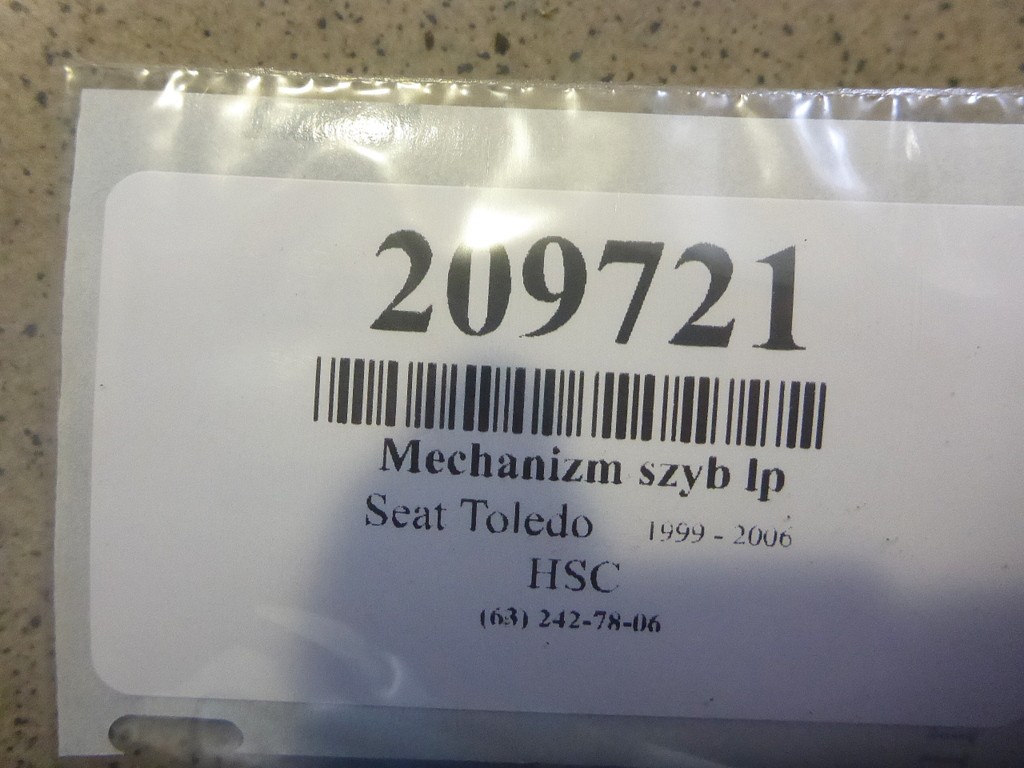 209721
Mechanizm szyb lp
Seat Toledo 1999 - 2006
HSC
(63) 242-78-06